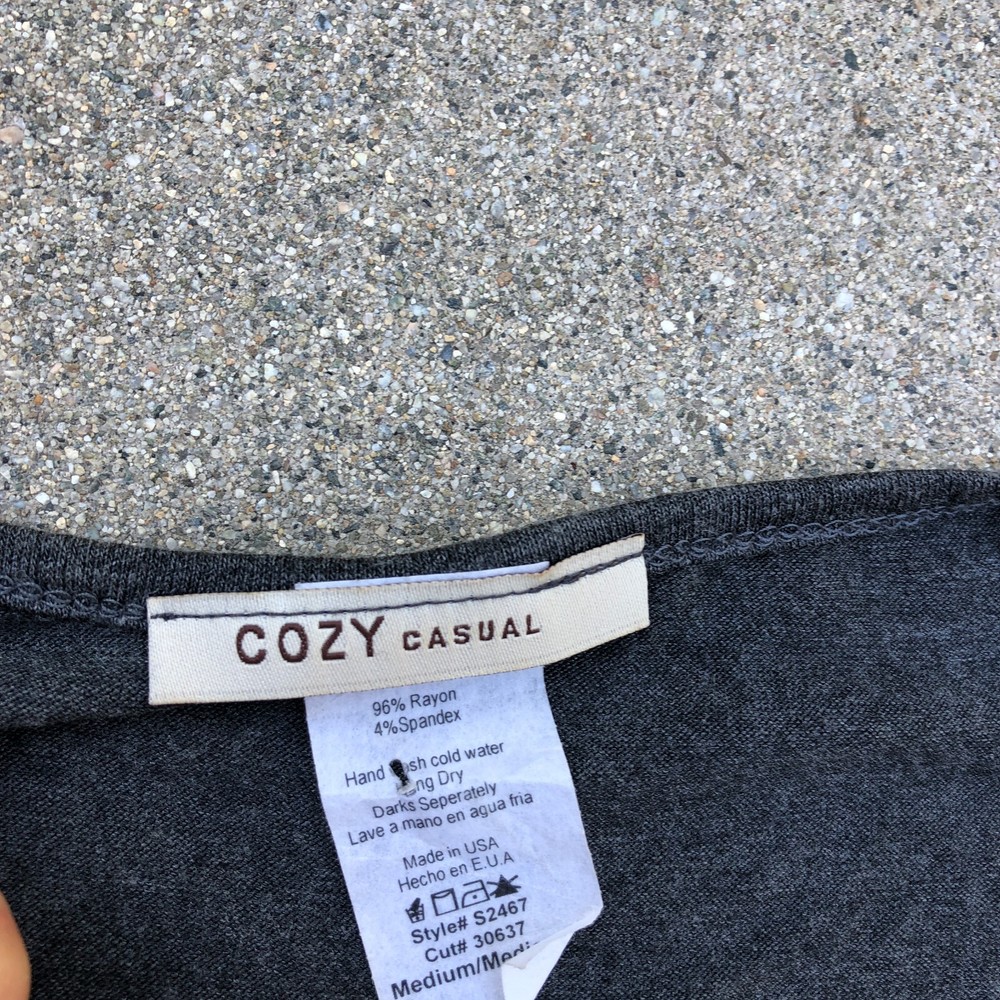 COZY CASUAL
96% Rayon
4%Spandex
Hand cold water
Dry
Darks Seperately
Lave a mano en agua fria
Made in USA
Hecho en E.U.A
Style# S2467
Cut# 30637
Medium/Medi